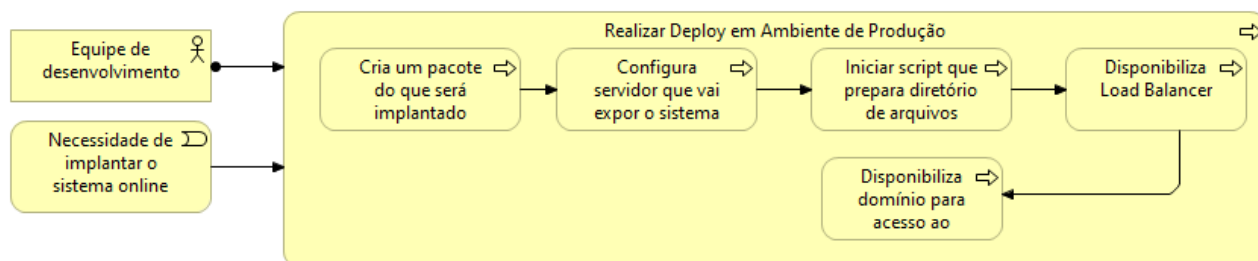 Realizar Deploy em Ambiente de Produção
Equipe de
desenvolvimento
Necessidade de
implantar o
sistema online
Cria um pacote
do que será
implantado
Configura
servidor que vai
expor o sistema
Iniciar script que
prepara diretório
de arquivos
Disponibiliza
Load Balancer
Disponibiliza
domínio para
acesso ao